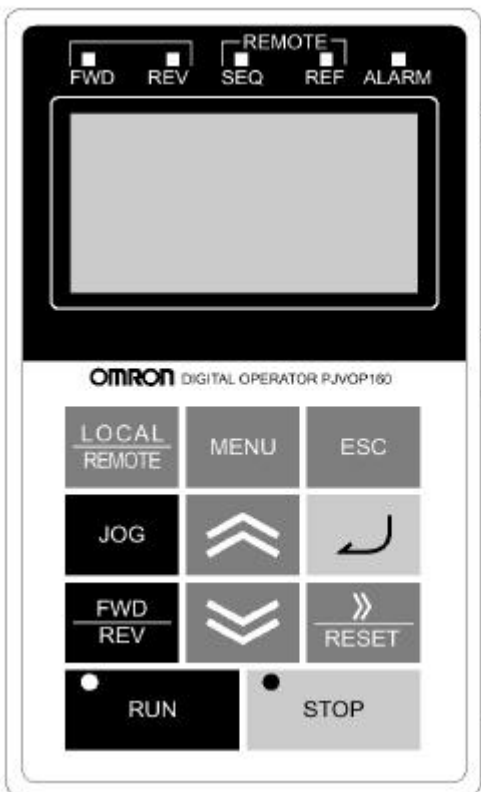 REMOTE
FWD REV SEQ REF ALARM
OMRON DIGITAL OPERATOR PJVOP160
LOCAL
REMOTE
MENU
ESC
JOG
FWD
REV
RESET
RUN
STOP